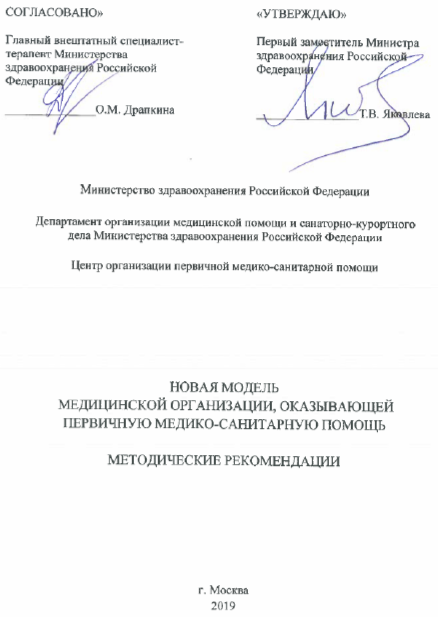 СОГЛАСОВАНО»
Главный внештатный специалист-
терапевт Министерства
здравоохранения Российской
Федерации
О.М. Драпкина
«УТВЕРЖДАЮ»
Первый заместитель Министра
здравоохранения Российской
Федерации
Т.В. Яковлева
Министерство здравоохранения Российской Федерации
Департамент организации медицинской помощи и санаторно-курортного
дела Министерства здравоохранения Российской Федерации
Центр организации первичной медико-санитарной помощи
НОВАЯ МОДЕЛЬ
МЕДИЦИНСКОЙ ОРГАНИЗАЦИИ, ОКАЗЫВАЮЩЕЙ
ПЕРВИЧНУЮ МЕДИКО-САНИТАРНУЮ ПОМОЩЬ
МЕТОДИЧЕСКИЕ РЕКОМЕНДАЦИИ
г. Москва
2019